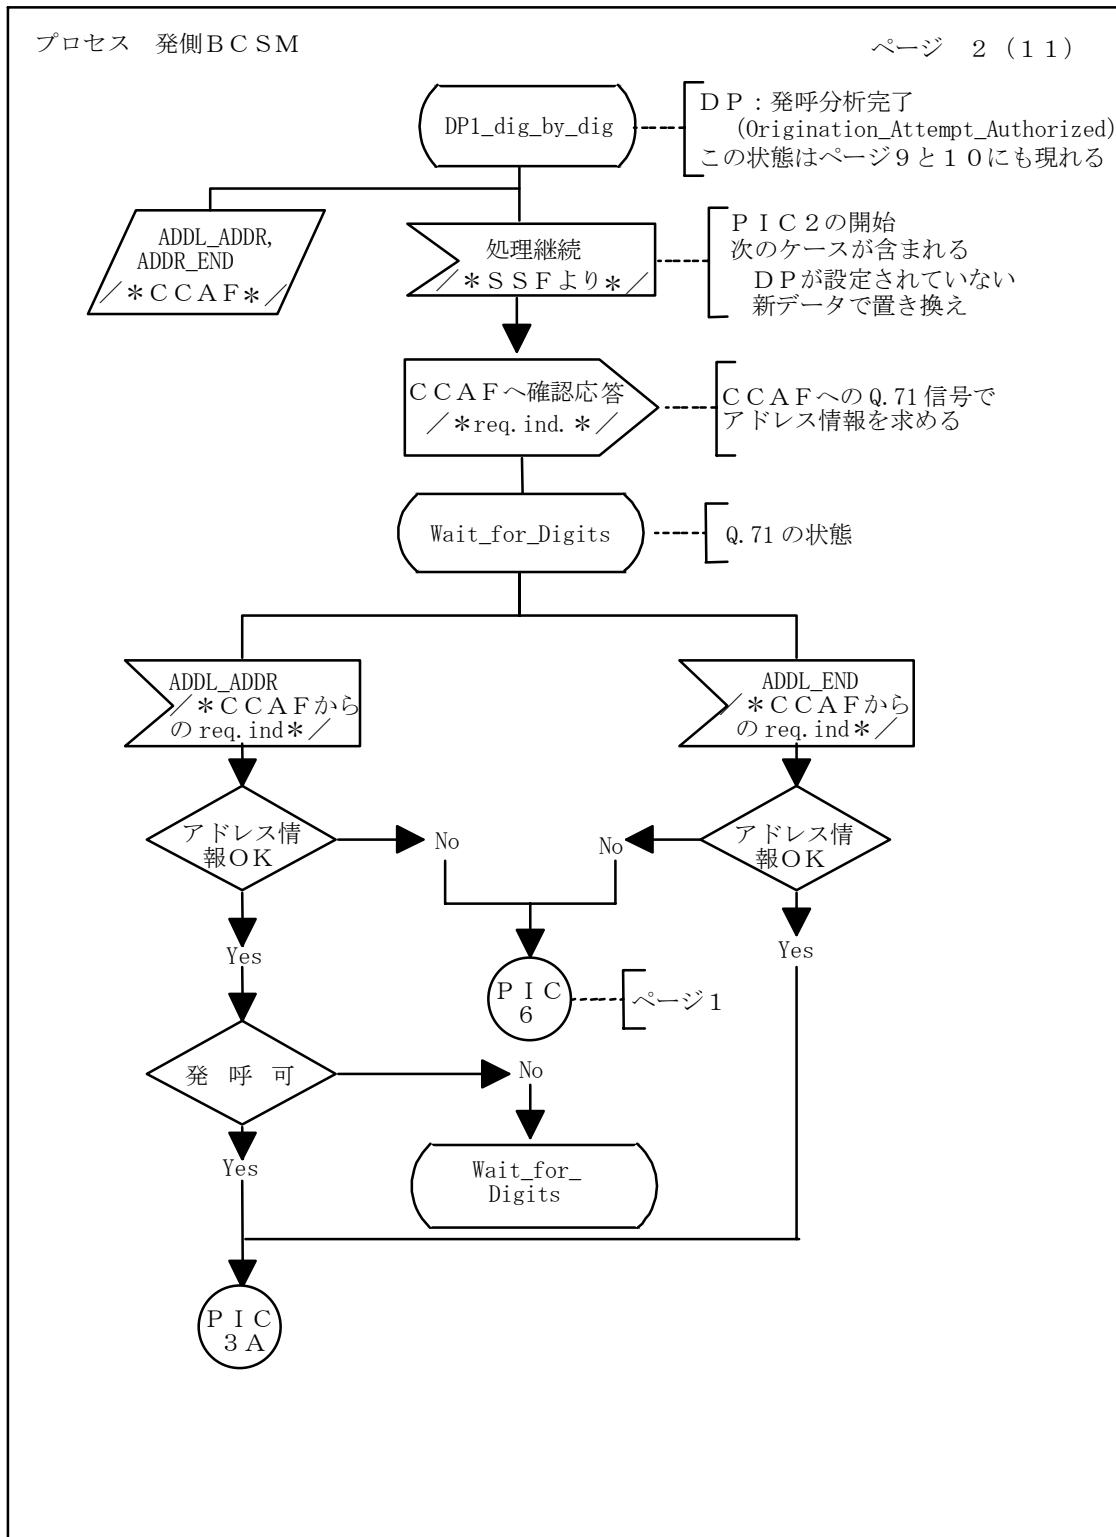 プロセス　発側BCSM
ページ　2（11）
DP1_dig_by_dig
DP：発呼分析完了
(Origination_Attempt_Authorized)
この状態はページ9と10にも現れる
ADDL_ADDR,
ADDR_END
／＊CCAF＊／
処理継続
／＊SSFより＊／
PIC2の開始
次のケースが含まれる
DPが設定されていない
新データで置き換え
CCAFへ確認応答
／＊req.ind.＊／
CCAFへのQ.71信号で
アドレス情報を求める
Wait_for_Digits
Q.71の状態
ADDL_ADDR
／＊CCAFから
のreq.ind＊／
ADDL_END
／＊CCAFから
のreq.ind＊／
アドレス情
報OK
No
No
アドレス情
報OK
Yes
Yes
PIC
6
ページ1
発　呼　可
No
Yes
Wait_for_
Digits
PIC
3A